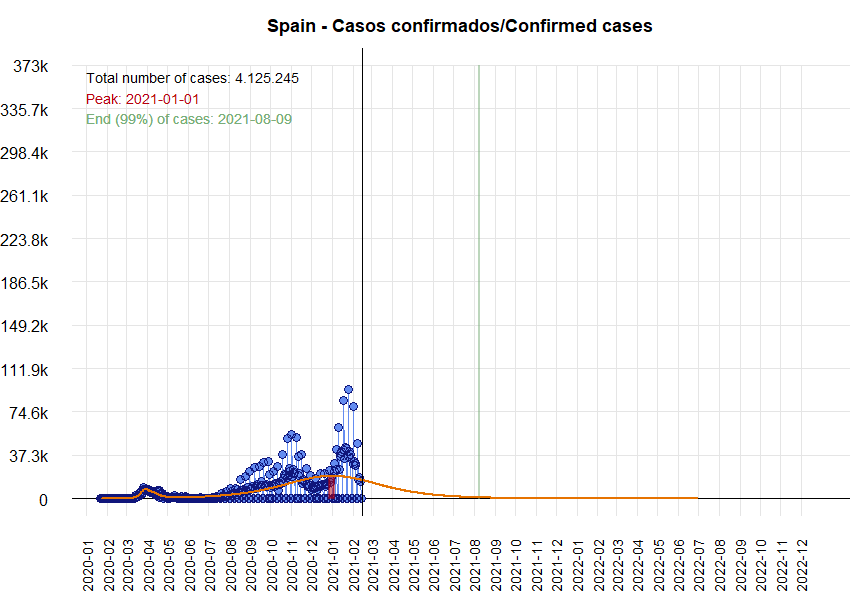 Spain - Casos confirmados/Confirmed cases
373k
335.7k
298.4k
261.1k
223.8k
186.5k
149.2k
111.9k
74.6k
37.3k
0
Total number of cases: 4.125.245
Peak: 2021-01-01
End (99%) of cases: 2021-08-09
2020-01
2020-02
2020-03
2020-04
2020-05
2020-06
2020-07
2020-08
2020-09
2020-10
2020-11
2020-12
2021-01
2021-02
2021-03
2021-04
2021-05
2021-06
2021-07
2021-08
2021-09
2021-10
2021-11
2021-12
2022-01
2022-02
2022-03
2022-04
2022-05
2022-06
2022-07
2022-08
2022-09
2022-10
2022-11
2022-12